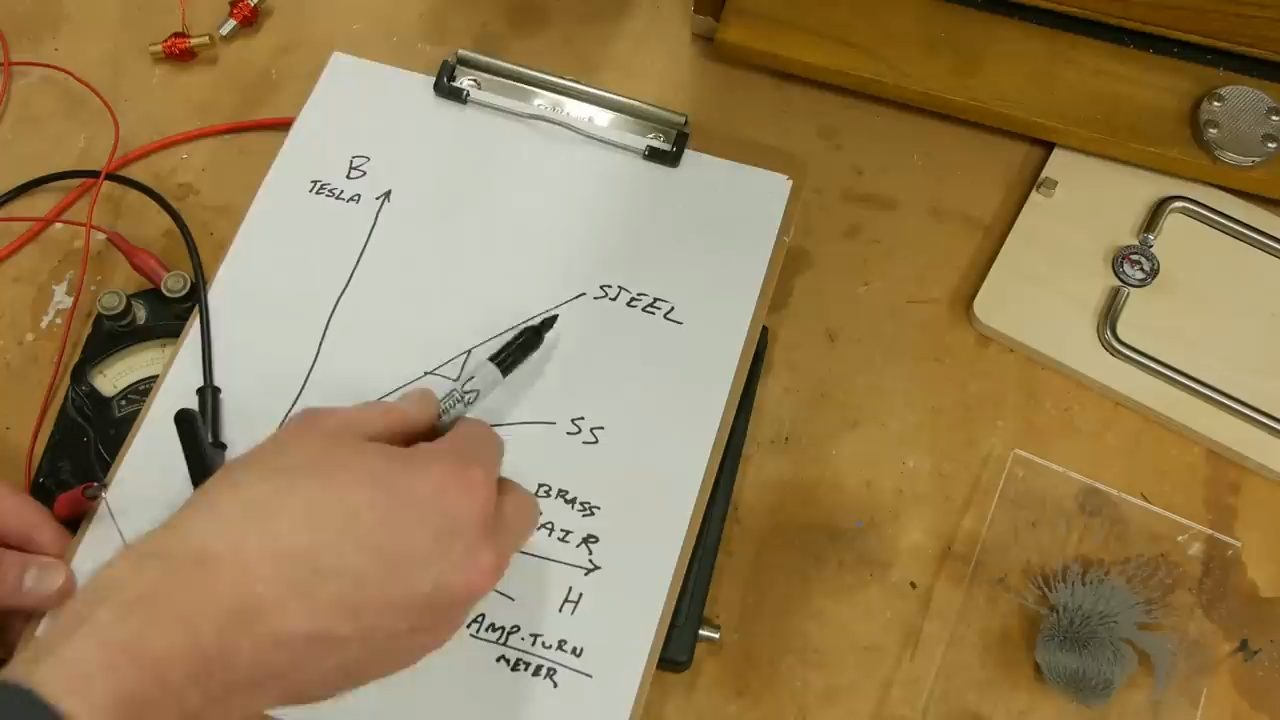 B
TESLA
STEEL
SS
BRASS
AIR
H
AMP.TURN
METER